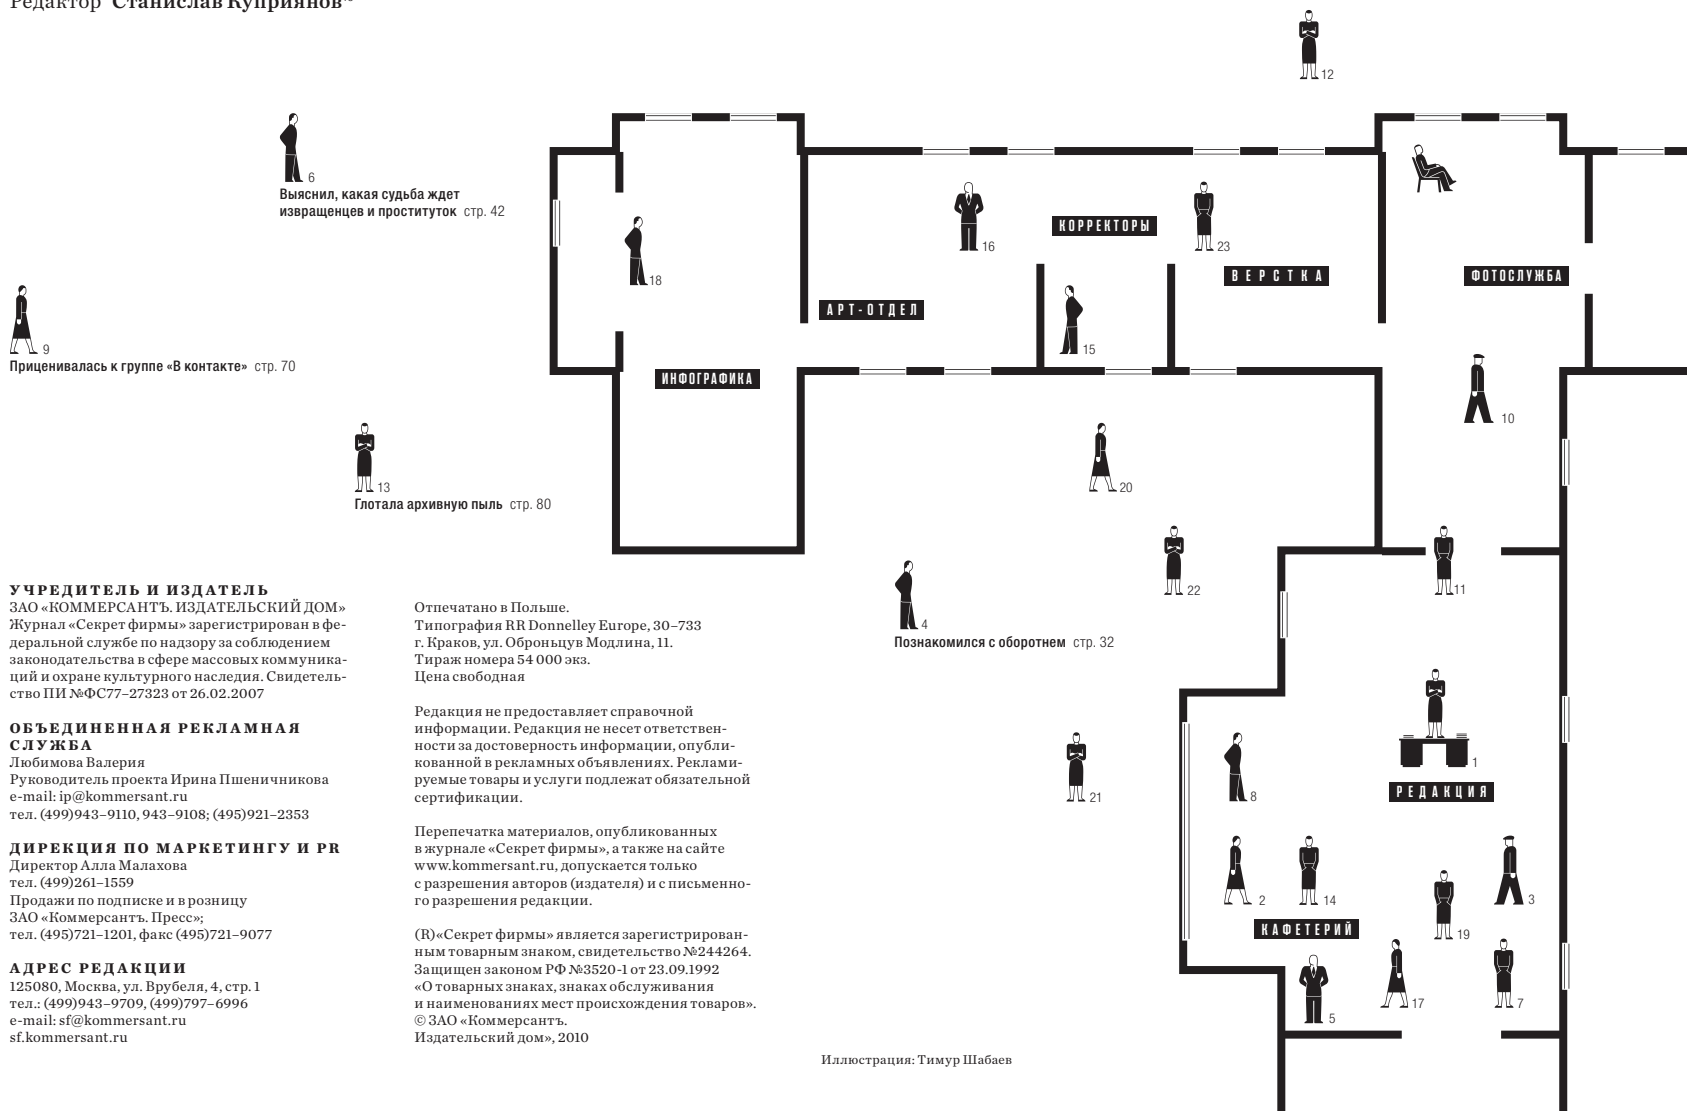 Редактор Станислав Куприянов
12
6
Выяснил, какая судьба ждет
извращенцев и проституток стр. 42
16
КОРРЕКТОРЫ
23
18
ВЕРСТКА
ФОТОСЛУЖБА
АРТ-ОТДЕЛ
9
Приценивалась к группе «В контакте» стр. 70
15
ИНФОГРАФИКА
10
13
Глотала архивную пыль стр. 80
20
22
11
4
Познакомился с оборотнем стр. 32
1
РЕДАКЦИЯ
21
8
2
14
3
КАФЕТЕРИЙ
19
5
17
7
УЧРЕДИТЕЛЬ И ИЗДАТЕЛЬ
ЗАО «КОММЕРСАНТЪ. ИЗДАТЕЛЬСКИЙ ДОМ»
Журнал «Секрет фирмы» зарегистрирован в фе-
деральной службе по надзору за соблюдением
законодательства в сфере массовых коммуника-
ций и охране культурного наследия. Свидетель-
ство ПИ №ФС77–27323 от 26.02.2007
ОБЪЕДИНЕННАЯ РЕКЛАМНАЯ
СЛУЖБА
Любимова Валерия
Руководитель проекта Ирина Пшеничникова
e-mail: ip@kommersant.ru
тел. (499)943–9110, 943–9108; (495)921–2353
ДИРЕКЦИЯ ПО МАРКЕТИНГУ И PR
Директор Алла Малахова
тел. (499)261–1559
Продажи по подписке и в розницу
ЗАО «Коммерсантъ. Пресс»;
тел. (495)721–1201, факс (495)721–9077
АДРЕС РЕДАКЦИИ
125080, Москва, ул. Врубеля, 4, стр. 1
тел.: (499)943–9709, (499)797–6996
e-mail: sf@kommersant.ru
sf.kommersant.ru
Отпечатано в Польше.
Типография RR Donnelley Europe, 30–733
г. Краков, ул. Оброньцув Модлина, 11.
Тираж номера 54 000 экз.
Цена свободная
Редакция не предоставляет справочной
информации. Редакция не несет ответствен-
ности за достоверность информации, опубли-
кованной в рекламных объявлениях. Реклами-
руемые товары и услуги подлежат обязательной
сертификации.
Перепечатка материалов, опубликованных
в журнале «Секрет фирмы», а также на сайте
www.kommersant.ru, допускается только
с разрешения авторов (издателя) и с письменно-
го разрешения редакции.
(R)«Секрет фирмы» является зарегистрирован-
ным товарным знаком, свидетельство №244264.
Защищен законом РФ №3520-1 от 23.09.1992
«О товарных знаках, знаках обслуживания
и наименованиях мест происхождения товаров».
© ЗАО «Коммерсантъ.
Издательский дом», 2010
Иллюстрация: Тимур Шабаев